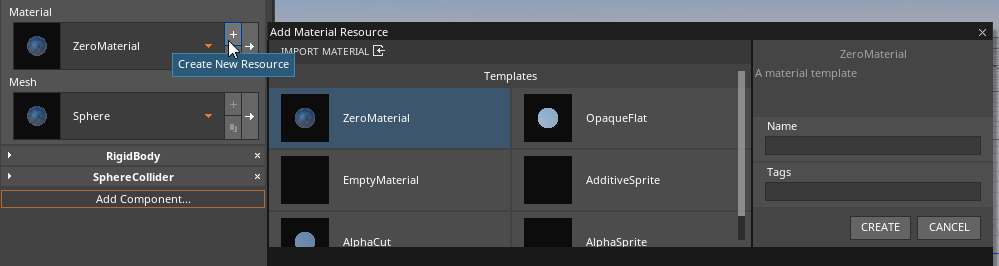 Material
ZeroMaterial
Create New Resource
Mesh
Sphere
RigidBody
SphereCollider
Add Component...
Add Material Resource
IMPORT MATERIAL
Templates
ZeroMaterial
OpaqueFlat
EmptyMaterial
AdditiveSprite
AlphaCut
AlphaSprite
ZeroMaterial
A material template
Name
Tags
CREATE
CANCEL